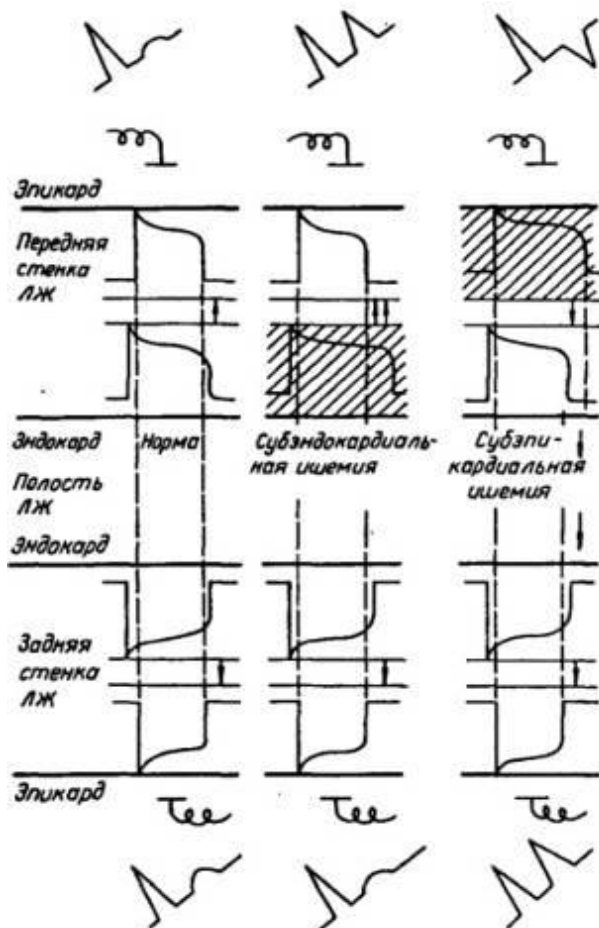 Эпикард
Передняя
стенка
ЛЖ
Эндокард
Норма
Субэндокардиаль-
ная ишемия
Субэпи-
кардиальная
ишемия
Полость
ЛЖ
Эндокард
Задняя
стенка
ЛЖ
Эпикард